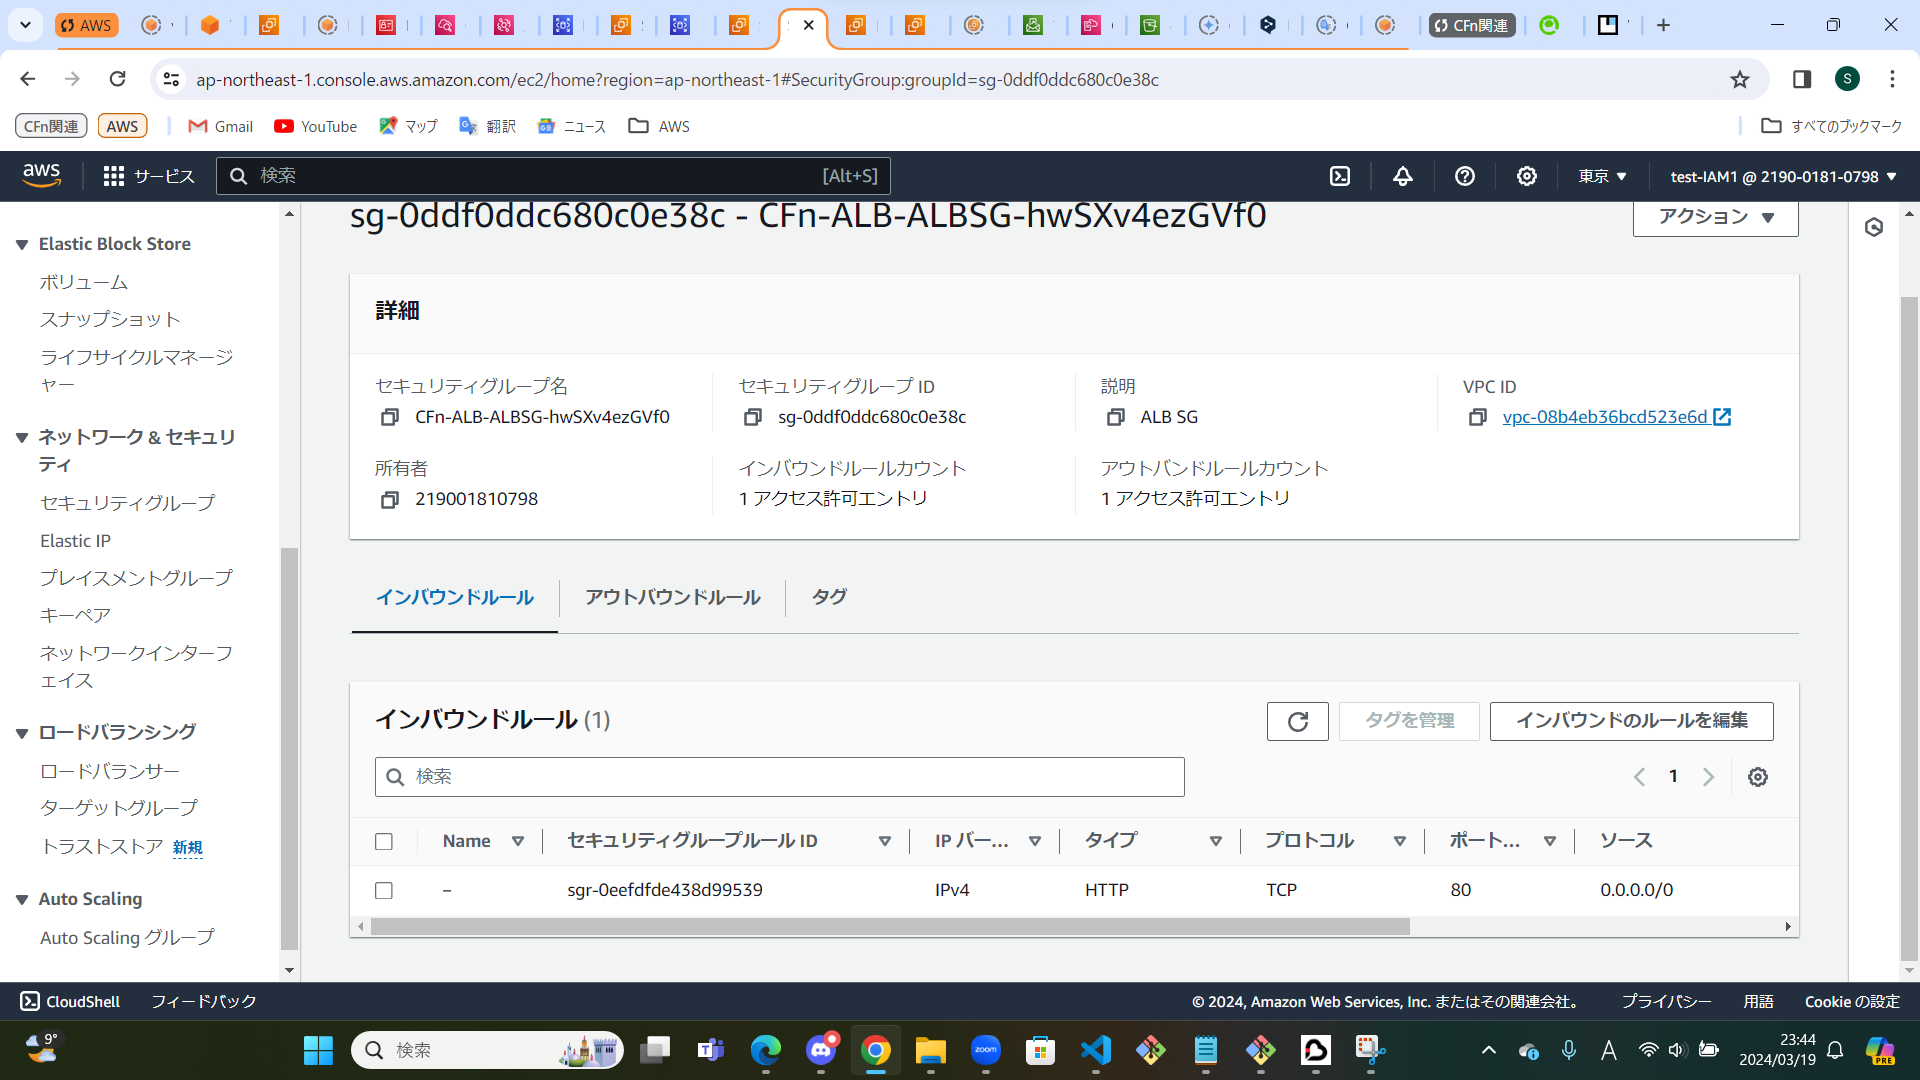 AWS
CFn関連
ap-northeast-1.console.aws.amazon.com/ec2/home?region=ap-northeast-1#SecurityGroup:groupId=sg-0ddf0ddc680c0e38c
S
CFn関連 AWS Gmail YouTube マップ 翻訳 ニュース AWS すべてのブックマーク
aws サービス 検索 [Alt+S] 東京 test-IAM1 @ 2190-0181-0798
Elastic Block Store
ボリューム
スナップショット
ライフサイクルマネージ
ャー
ネットワーク & セキュリ
ティ
セキュリティグループ
Elastic IP
プレイスメントグループ
キーペア
ネットワークインターフ
ェイス
ロードバランシング
ロードバランサー
ターゲットグループ
トラストストア 新規
Auto Scaling
Auto Scaling グループ
sg-0ddf0ddc680c0e38c - CFn-ALB-ALBSG-hwSXv4ezGVf0
アクション
詳細
セキュリティグループ名 セキュリティグループ ID 説明 VPC ID
CFn-ALB-ALBSG-hwSXv4ezGVf0 sg-0ddf0ddc680c0e38c ALB SG vpc-08b4eb36bcd523e6d
所有者 インバウンドルールカウント アウトバンドルールカウント
219001810798 1 アクセス許可エントリ 1 アクセス許可エントリ
インバウンドルール アウトバウンドルール タグ
インバウンドルール (1) タグを管理 インバウンドのルールを編集
検索 1
Name セキュリティグループルール ID IP バー... タイプ プロトコル ポート... ソース
– sgr-0eefdfde438d99539 IPv4 HTTP TCP 80 0.0.0.0/0
CloudShell フィードバック © 2024, Amazon Web Services, Inc. またはその関連会社。 プライバシー 用語 Cookie の設定
9° 検索 zoom A 23:44
2024/03/19
PRE